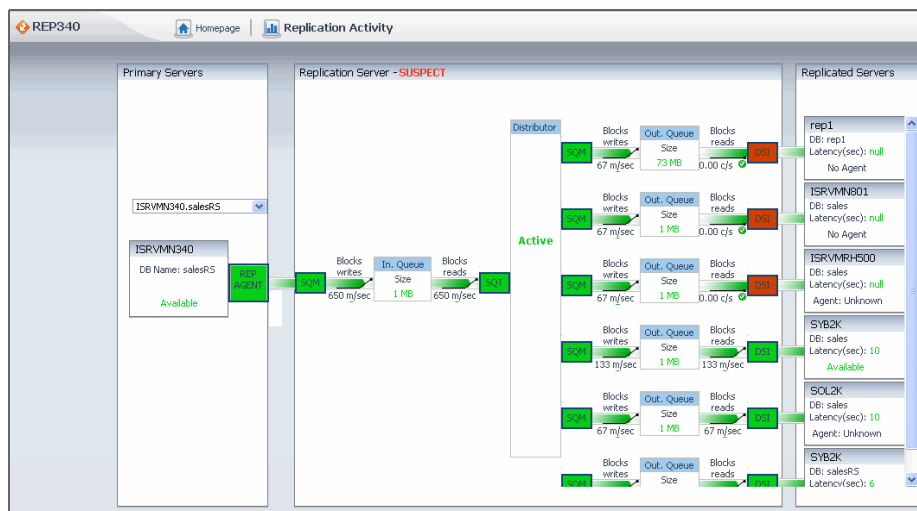 REP340
Homepage
Replication Activity
Primary Servers
ISRVMN340.salesRS
ISRVMN340
DB Name: salesRS
Available
REP AGENT
Replication Server - SUSPECT
SQM
Blocks writes
650 m/sec
In. Queue
Size
1 MB
Blocks reads
650 m/sec
SQT
Distributor
Active
SQM
Blocks writes
67 m/sec
Out. Queue
Size
73 MB
Blocks reads
0.00 c/s
DSI
SQM
Blocks writes
67 m/sec
Out. Queue
Size
1 MB
Blocks reads
0.00 c/s
DSI
SQM
Blocks writes
67 m/sec
Out. Queue
Size
1 MB
Blocks reads
0.00 c/s
DSI
SQM
Blocks writes
133 m/sec
Out. Queue
Size
1 MB
Blocks reads
133 m/sec
DSI
SQM
Blocks writes
67 m/sec
Out. Queue
Size
1 MB
Blocks reads
67 m/sec
DSI
SQM
Blocks writes
Out. Queue
Size
Blocks reads
DSI
Replicated Servers
rep1
DB: rep1
Latency(sec): null
No Agent
ISRVMN801
DB: sales
Latency(sec): null
No Agent
ISRVMRH500
DB: sales
Latency(sec): null
Agent: Unknown
SYB2K
DB: sales
Latency(sec): 10
Available
SOL2K
DB: sales
Latency(sec): 10
Agent: Unknown
SYB2K
DB: salesRS
Latency(sec): 6